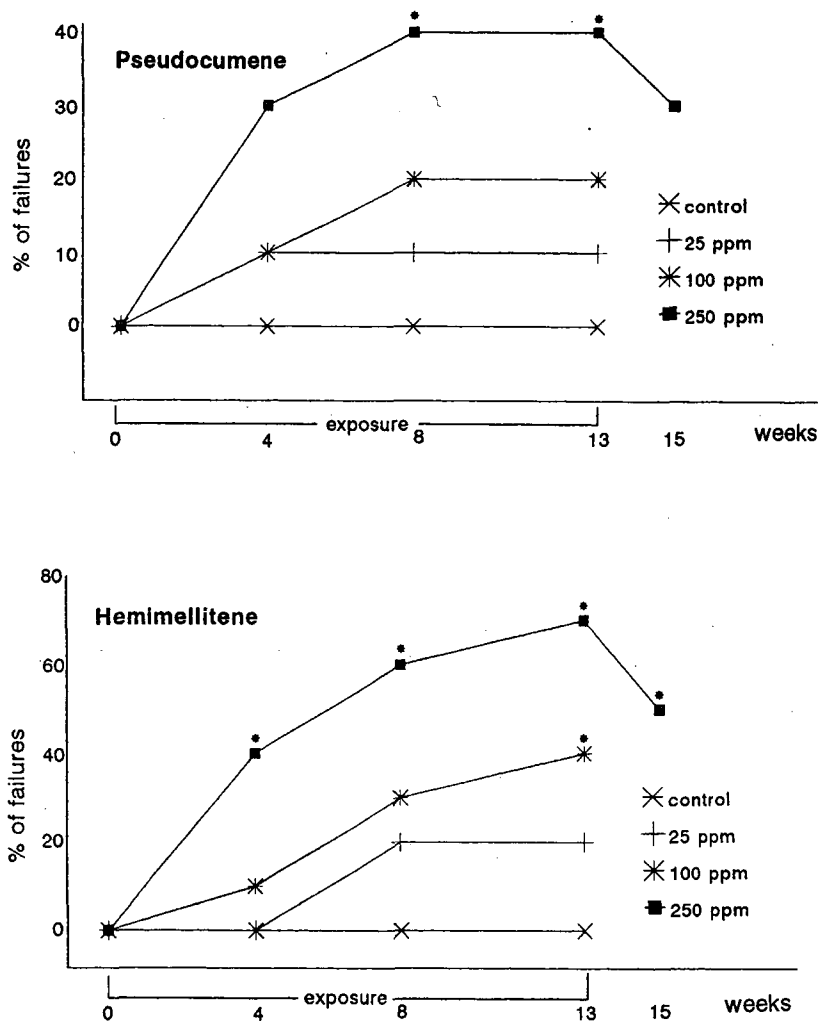 Pseudocumene
% of failures
40
30
20
10
0
control
25 ppm
100 ppm
250 ppm
exposure
0 4 8 13 15 weeks
Hemimellitene
% of failures
80
60
40
20
0
control
25 ppm
100 ppm
250 ppm
exposure
0 4 8 13 15 weeks